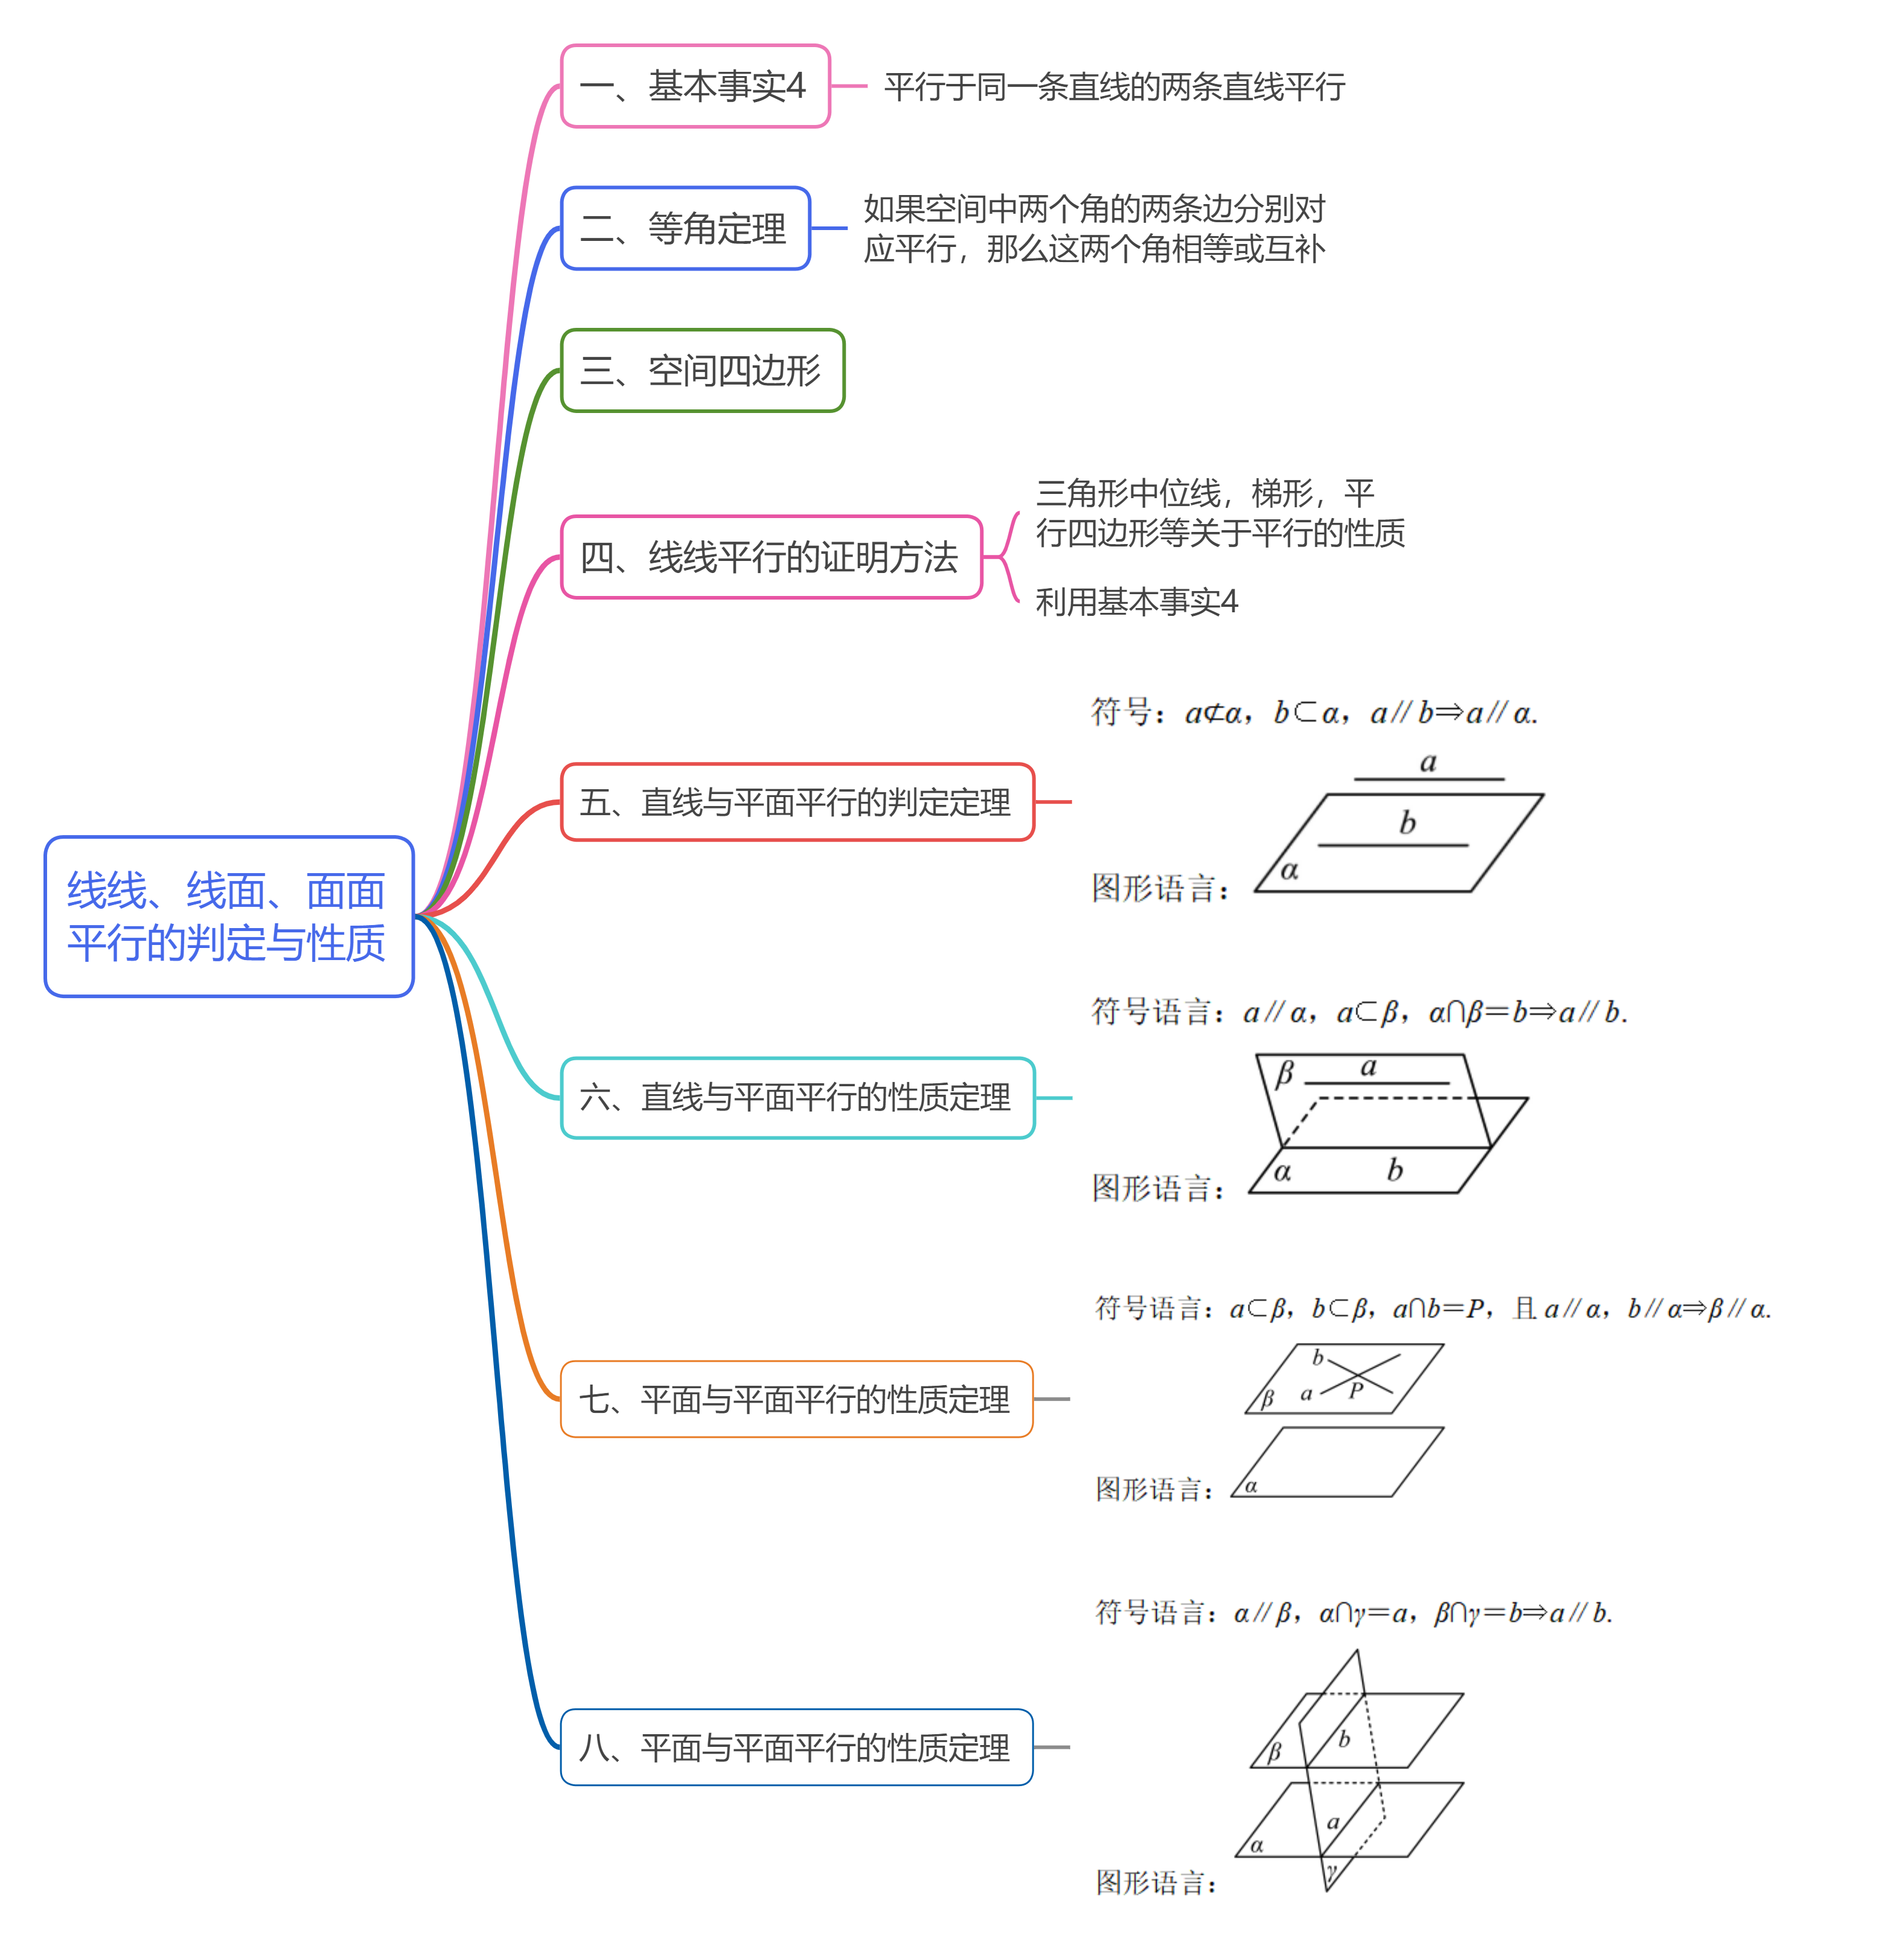 一、基本事实4
平行于同一条直线的两条直线平行
二、等角定理
如果空间中两个角的两条边分别对
应平行，那么这两个角相等或互补
三、空间四边形
四、线线平行的证明方法
三角形中位线，梯形，平
行四边形等关于平行的性质
利用基本事实4
线线、线面、面面
平行的判定与性质
五、直线与平面平行的判定定理
符号：a⊄α，b⊂α，a∥b⇒a∥α.
a
b
α
图形语言：
六、直线与平面平行的性质定理
符号语言：a∥α，a⊂β，α∩β＝b⇒a∥b.
β
a
α
b
图形语言：
七、平面与平面平行的性质定理
符号语言：a⊂β，b⊂β，a∩b＝P，且a∥α，b∥α⇒β∥α.
b
β
a
P
α
图形语言：
八、平面与平面平行的性质定理
符号语言：α∥β，α∩γ＝a，β∩γ＝b⇒a∥b.
b
β
a
α
γ
图形语言：